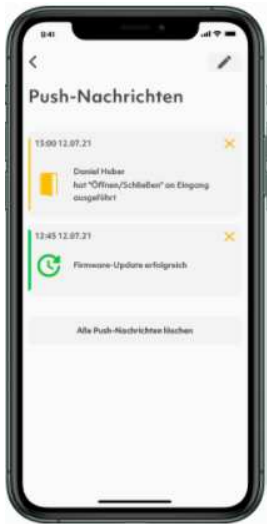 9:41
Push-Nachrichten
15:00 12.07.21
Daniel Huber
hat "Öffnen/Schließen" an Eingang
ausgeführt
12:45 12.07.21
Firmware-Update erfolgreich
Alle Push-Nachrichten löschen